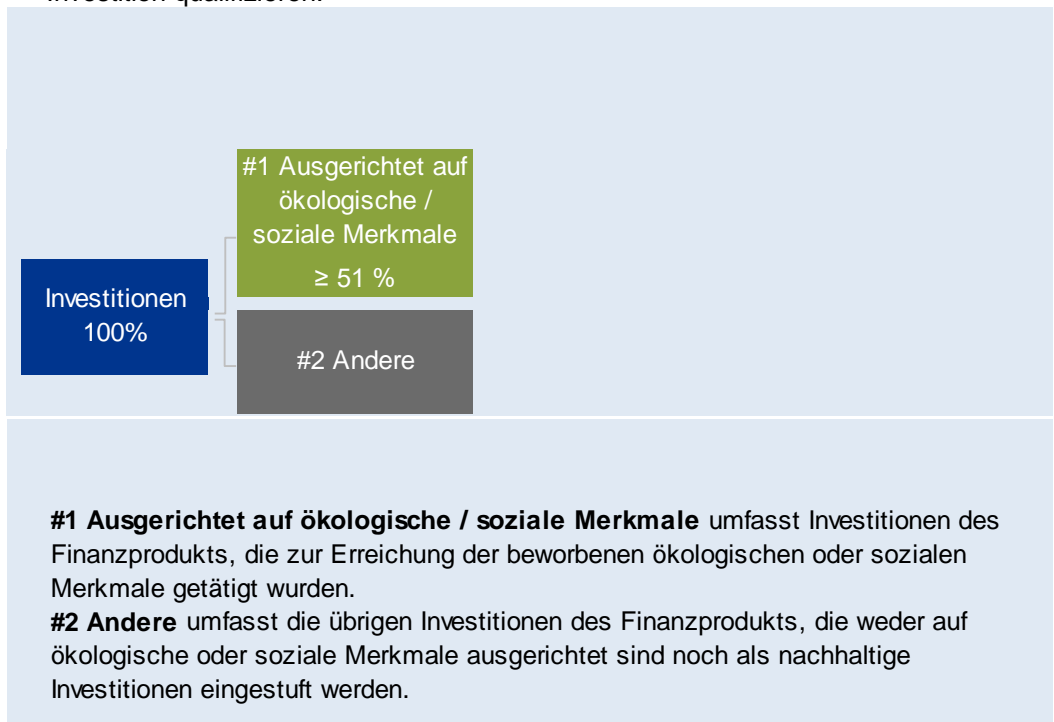 Investition qualifizieren.
#1 Ausgerichtet auf
ökologische /
soziale Merkmale
≥ 51 %
Investitionen
100%
#2 Andere
#1 Ausgerichtet auf ökologische / soziale Merkmale umfasst Investitionen des
Finanzprodukts, die zur Erreichung der beworbenen ökologischen oder sozialen
Merkmale getätigt wurden.
#2 Andere umfasst die übrigen Investitionen des Finanzprodukts, die weder auf
ökologische oder soziale Merkmale ausgerichtet sind noch als nachhaltige
Investitionen eingestuft werden.